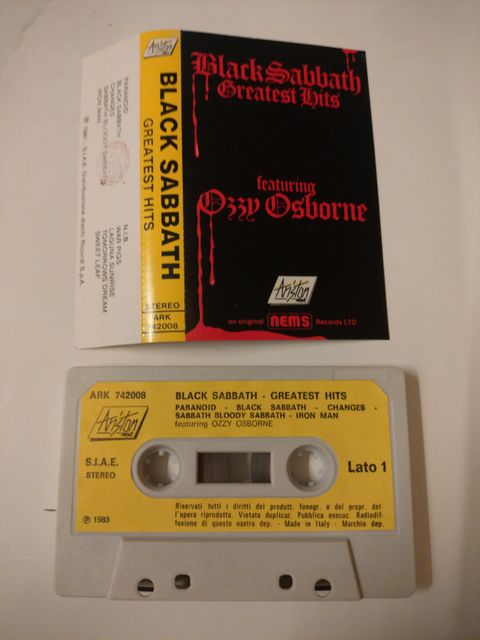 PARANOID
BLACK SABBATH
CHANGES
SABBATH BLOODY SABBATH
IRON MAN
N.I.B.
WAR PIGS
LAGUNA SUNRISE
TOMORROWS DREAM
SWEET LEAF
℗ 1981 - S.I.A.E. Distribuzione dischi Ricordi S.p.A.
Ariston
BLACK SABBATH
GREATEST HITS
STEREO
ARK
742008
Black Sabbath
Greatest Hits
featuring
Ozzy Osborne
Ariston
an original nems Records LTD
ARK 742008
BLACK SABBATH - GREATEST HITS
PARANOID - BLACK SABBATH - CHANGES -
SABBATH BLOODY SABBATH - IRON MAN
featuring OZZY OSBORNE
Ariston
S.I.A.E.
STEREO
Lato 1
℗ 1983
Riservati tutti i diritti del produtt. fonogr. e del propr. del
l'opera riprodotta. Vietata duplicaz. Pubblica esecuz. Radiodif-
fusione di questo nastro dep. - Made in Italy - Marchio dep.